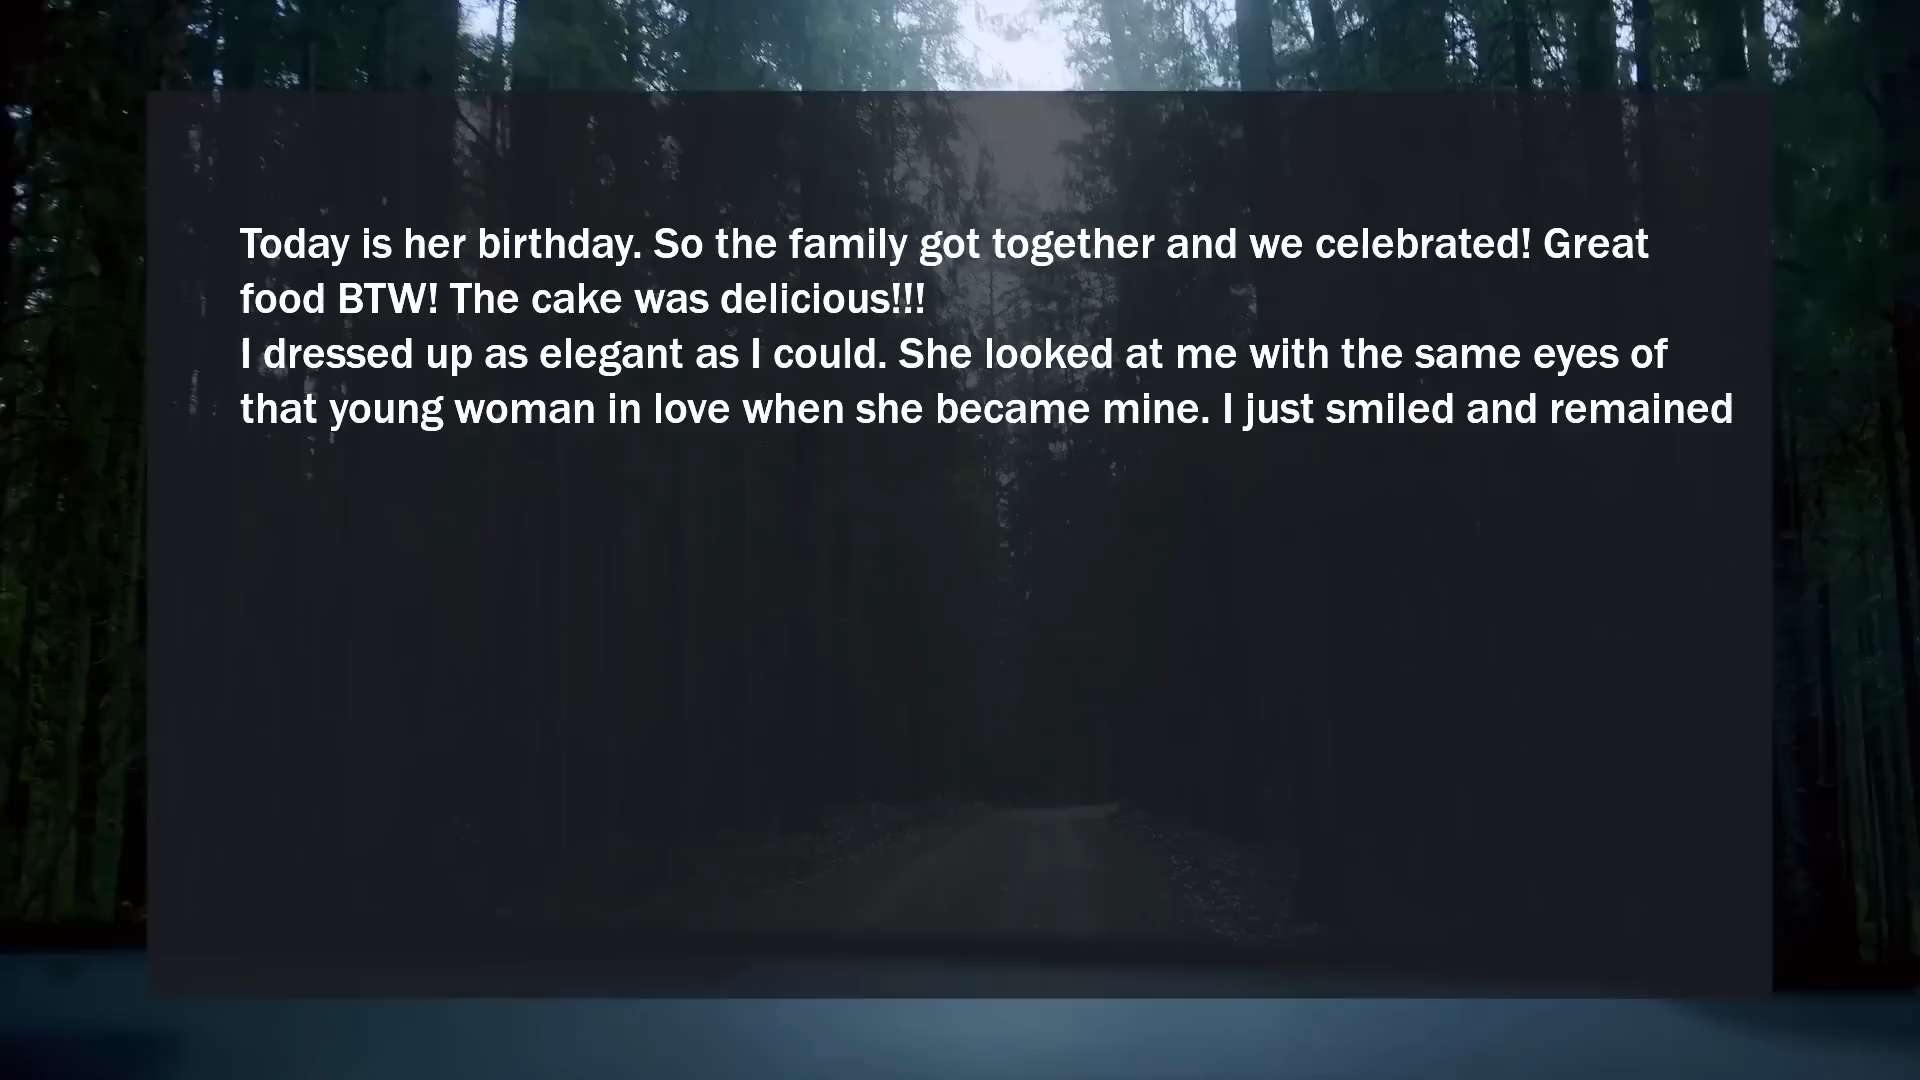 Today is her birthday. So the family got together and we celebrated! Great
food BTW! The cake was delicious!!!
I dressed up as elegant as I could. She looked at me with the same eyes of
that young woman in love when she became mine. I just smiled and remained